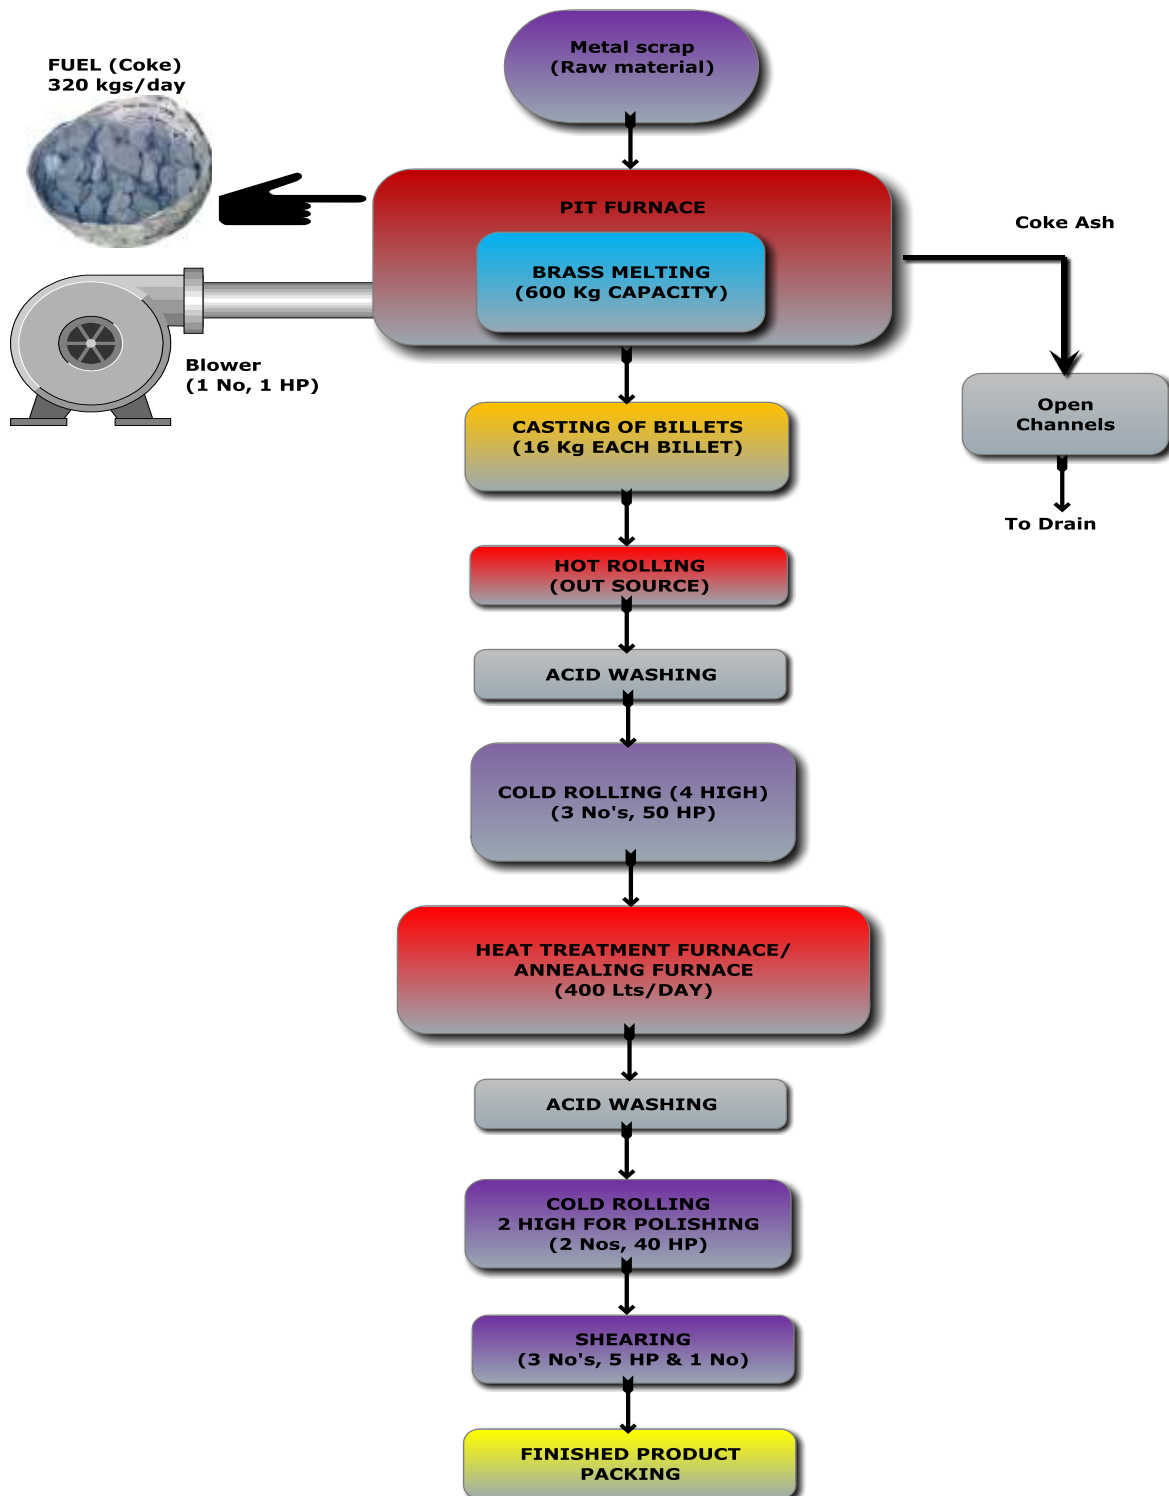 Metal scrap
(Raw material)
FUEL (Coke)
320 kgs/day
PIT FURNACE
BRASS MELTING
(600 Kg CAPACITY)
Coke Ash
Blower
(1 No, 1 HP)
Open
Channels
To Drain
CASTING OF BILLETS
(16 Kg EACH BILLET)
HOT ROLLING
(OUT SOURCE)
ACID WASHING
COLD ROLLING (4 HIGH)
(3 No's, 50 HP)
HEAT TREATMENT FURNACE/
ANNEALING FURNACE
(400 Lts/DAY)
ACID WASHING
COLD ROLLING
2 HIGH FOR POLISHING
(2 Nos, 40 HP)
SHEARING
(3 No's, 5 HP & 1 No)
FINISHED PRODUCT
PACKING